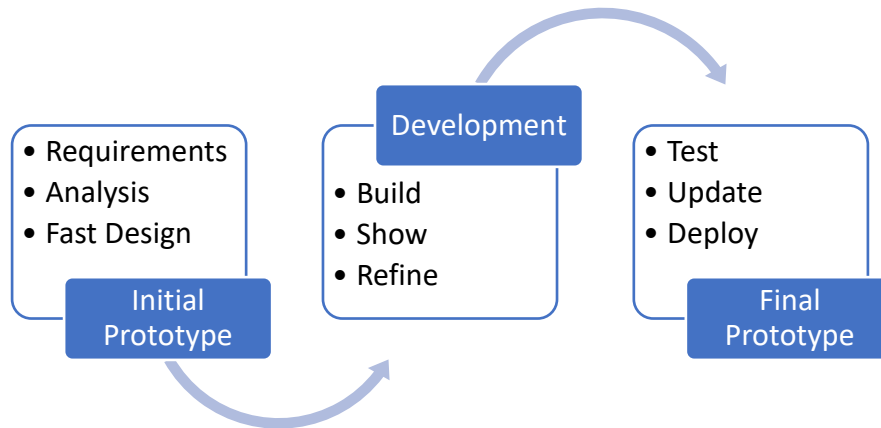 • Requirements
• Analysis
• Fast Design
Initial
Prototype
Development
• Build
• Show
• Refine
• Test
• Update
• Deploy
Final
Prototype